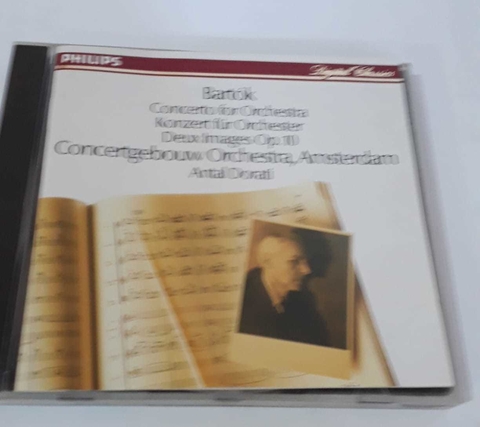 PHILIPS
Digital Classics
Bartók
Concerto for Orchestra
Konzert für Orchester
Deux Images Op. 10
Concertgebouw Orchestra, Amsterdam
Antal Dorati